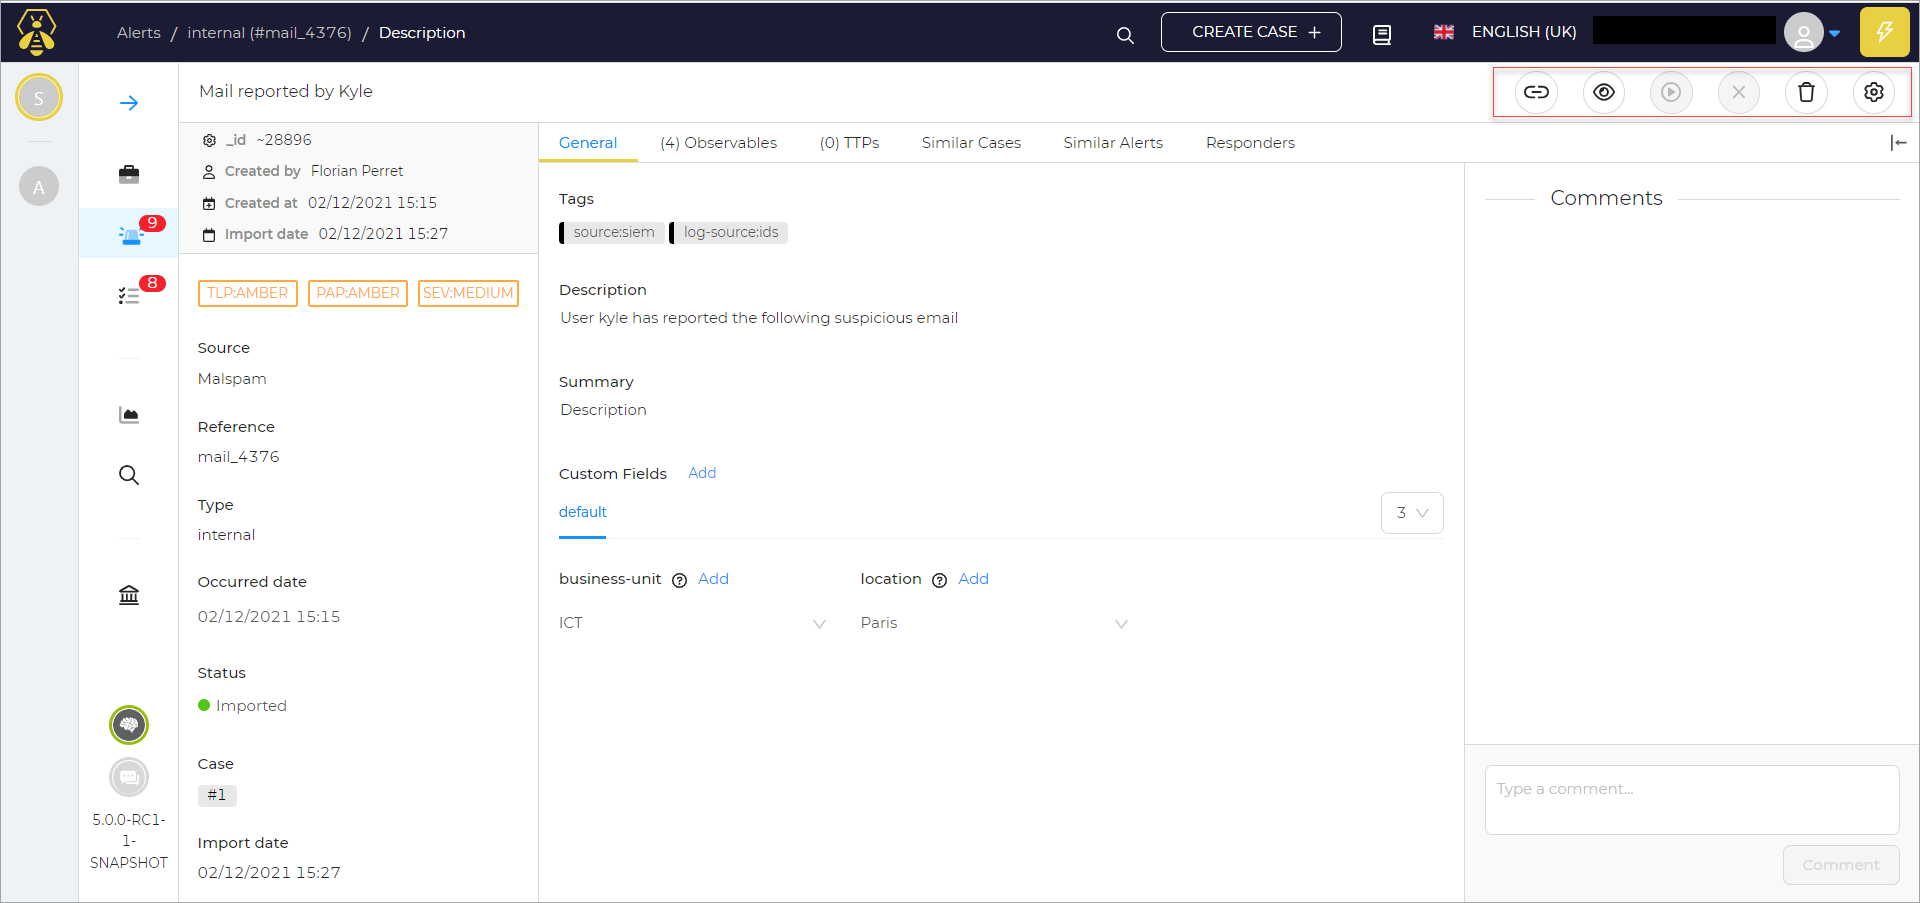 Alerts / internal (#mail_4376) / Description
CREATE CASE +
ENGLISH (UK)
S
A
9
8
5.0.0-RC1-
1-
SNAPSHOT
Mail reported by Kyle
_id ~28896
Created by Florian Perret
Created at 02/12/2021 15:15
Import date 02/12/2021 15:27
TLP:AMBER PAP:AMBER SEV:MEDIUM
Source
Malspam
Reference
mail_4376
Type
internal
Occurred date
02/12/2021 15:15
Status
Imported
Case
#1
Import date
02/12/2021 15:27
General (4) Observables (0) TTPs Similar Cases Similar Alerts Responders
Tags
source:siem log-source:ids
Description
User kyle has reported the following suspicious email
Summary
Description
Custom Fields Add
default
3
business-unit ? Add location ? Add
ICT Paris
Comments
Type a comment...
Comment